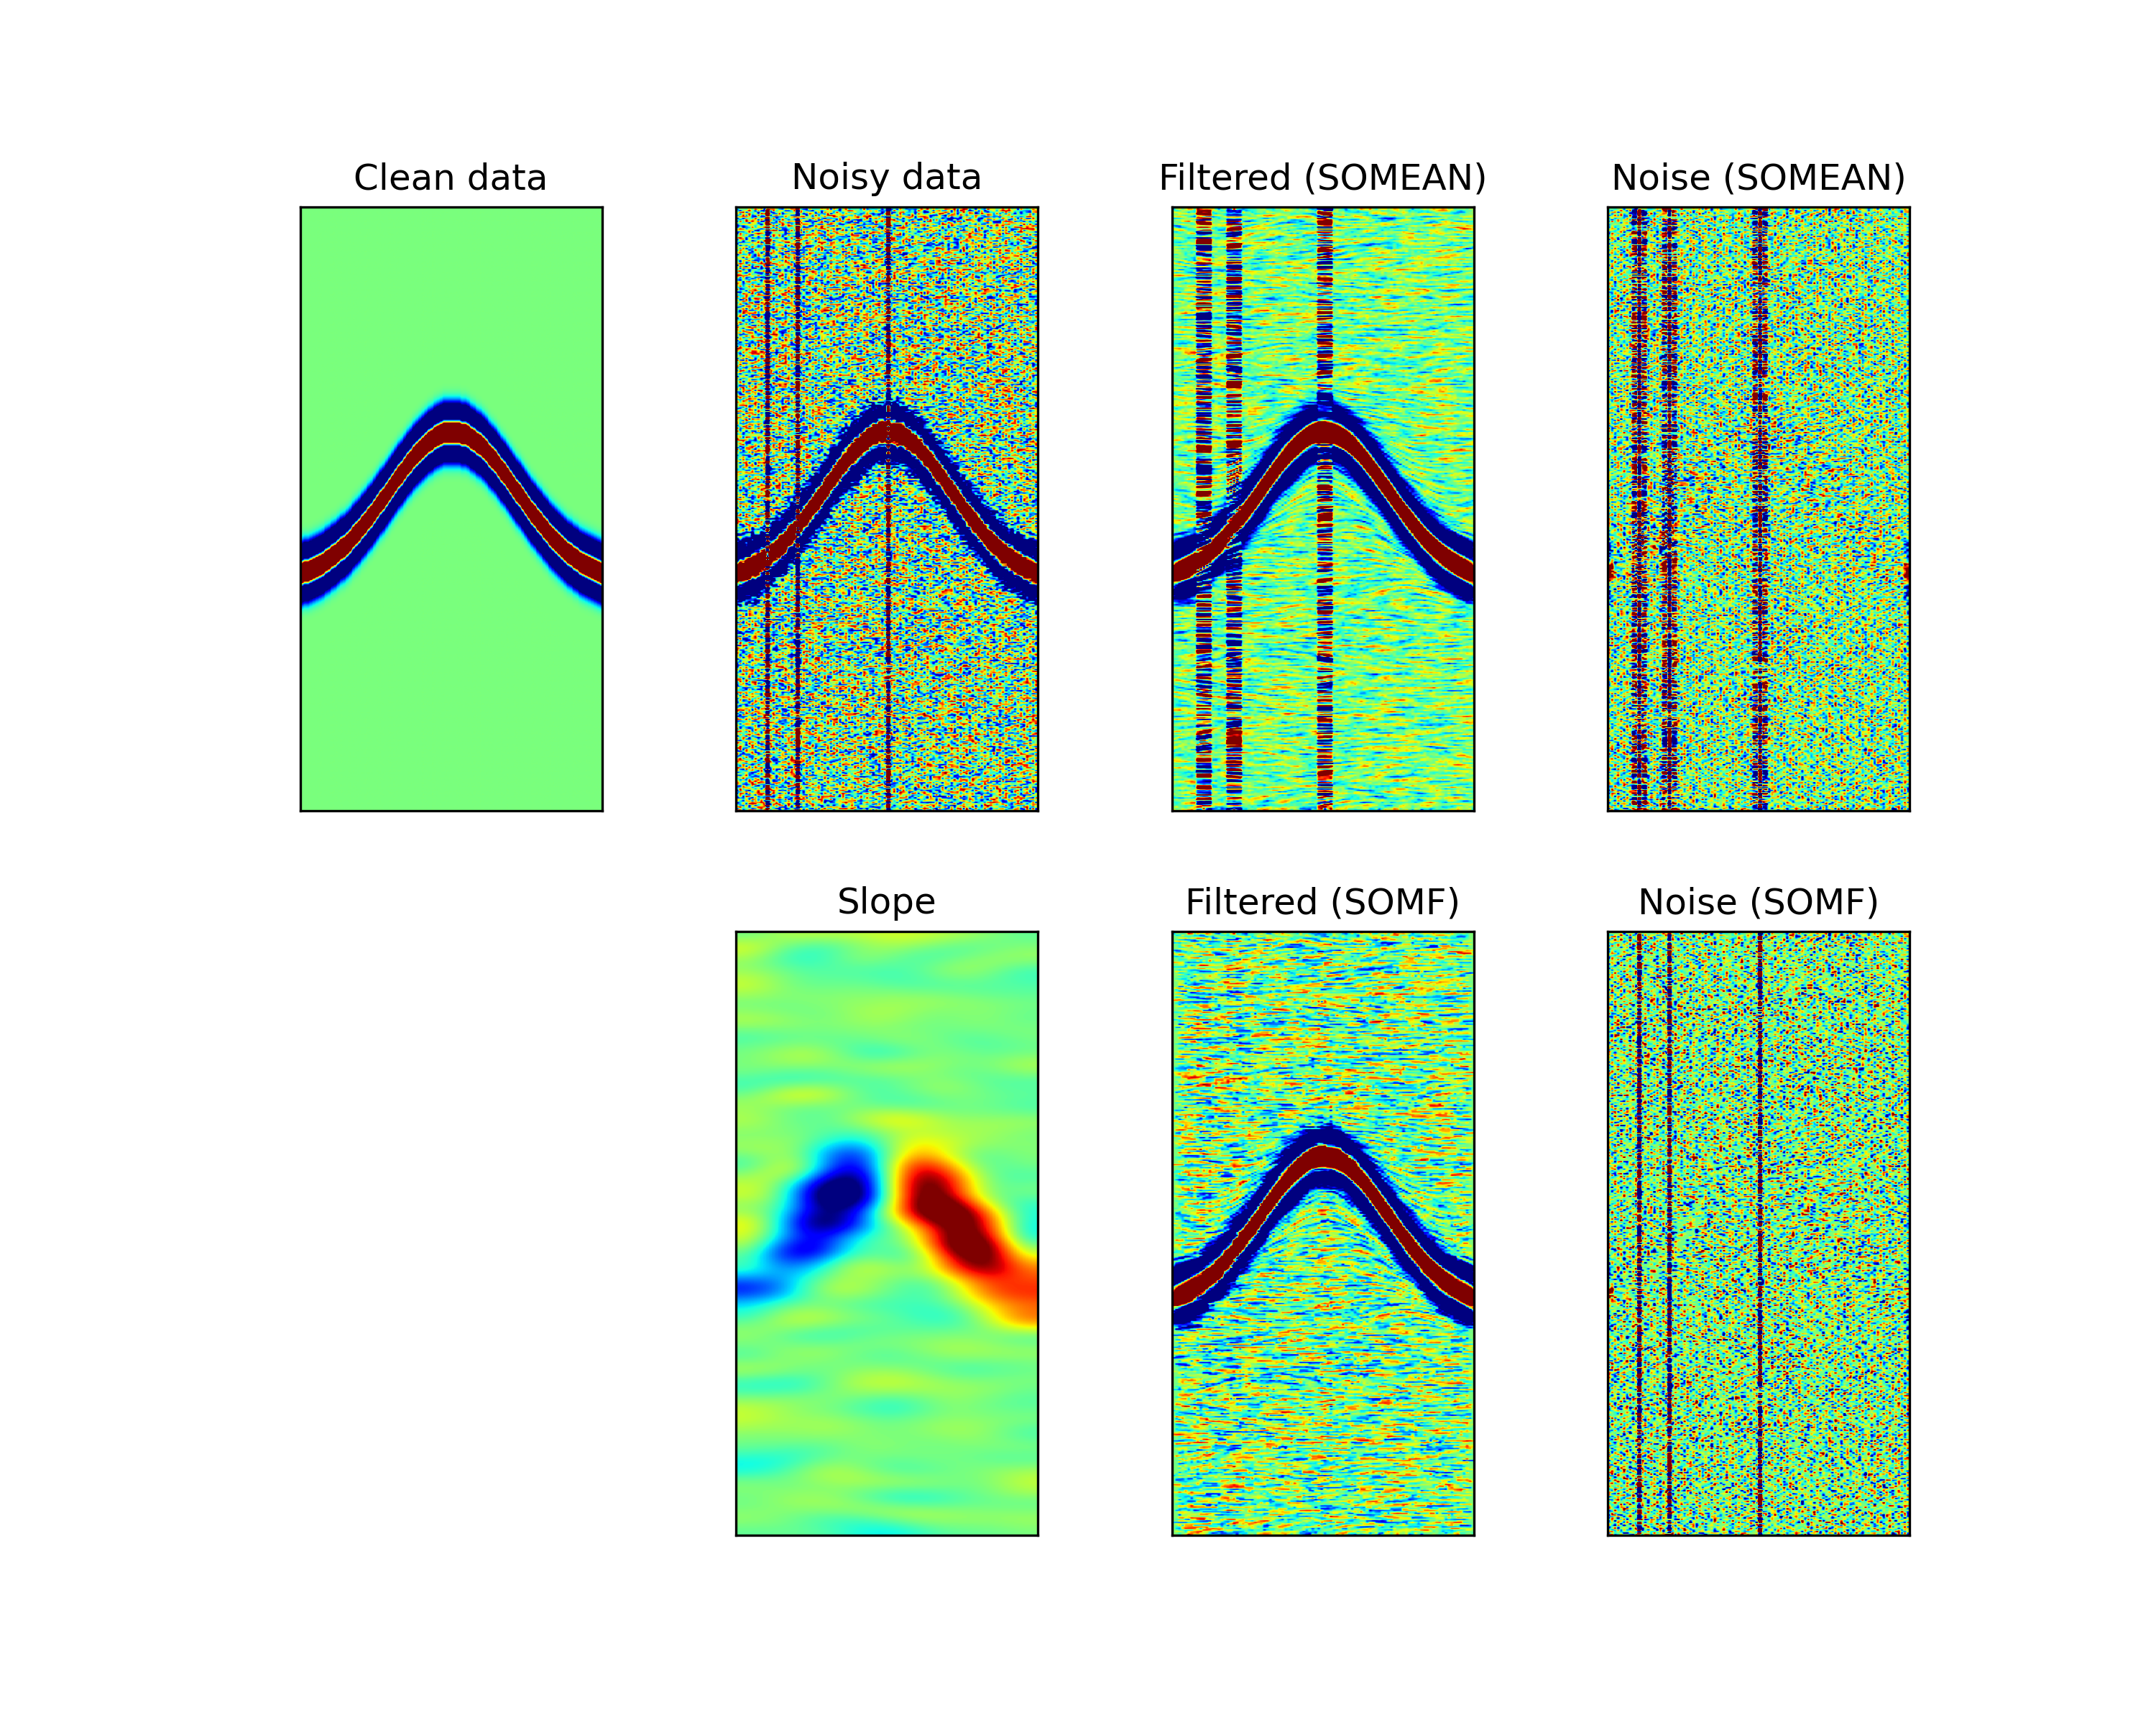 Clean data
Noisy data
Filtered (SOMEAN)
Noise (SOMEAN)
Slope
Filtered (SOMF)
Noise (SOMF)